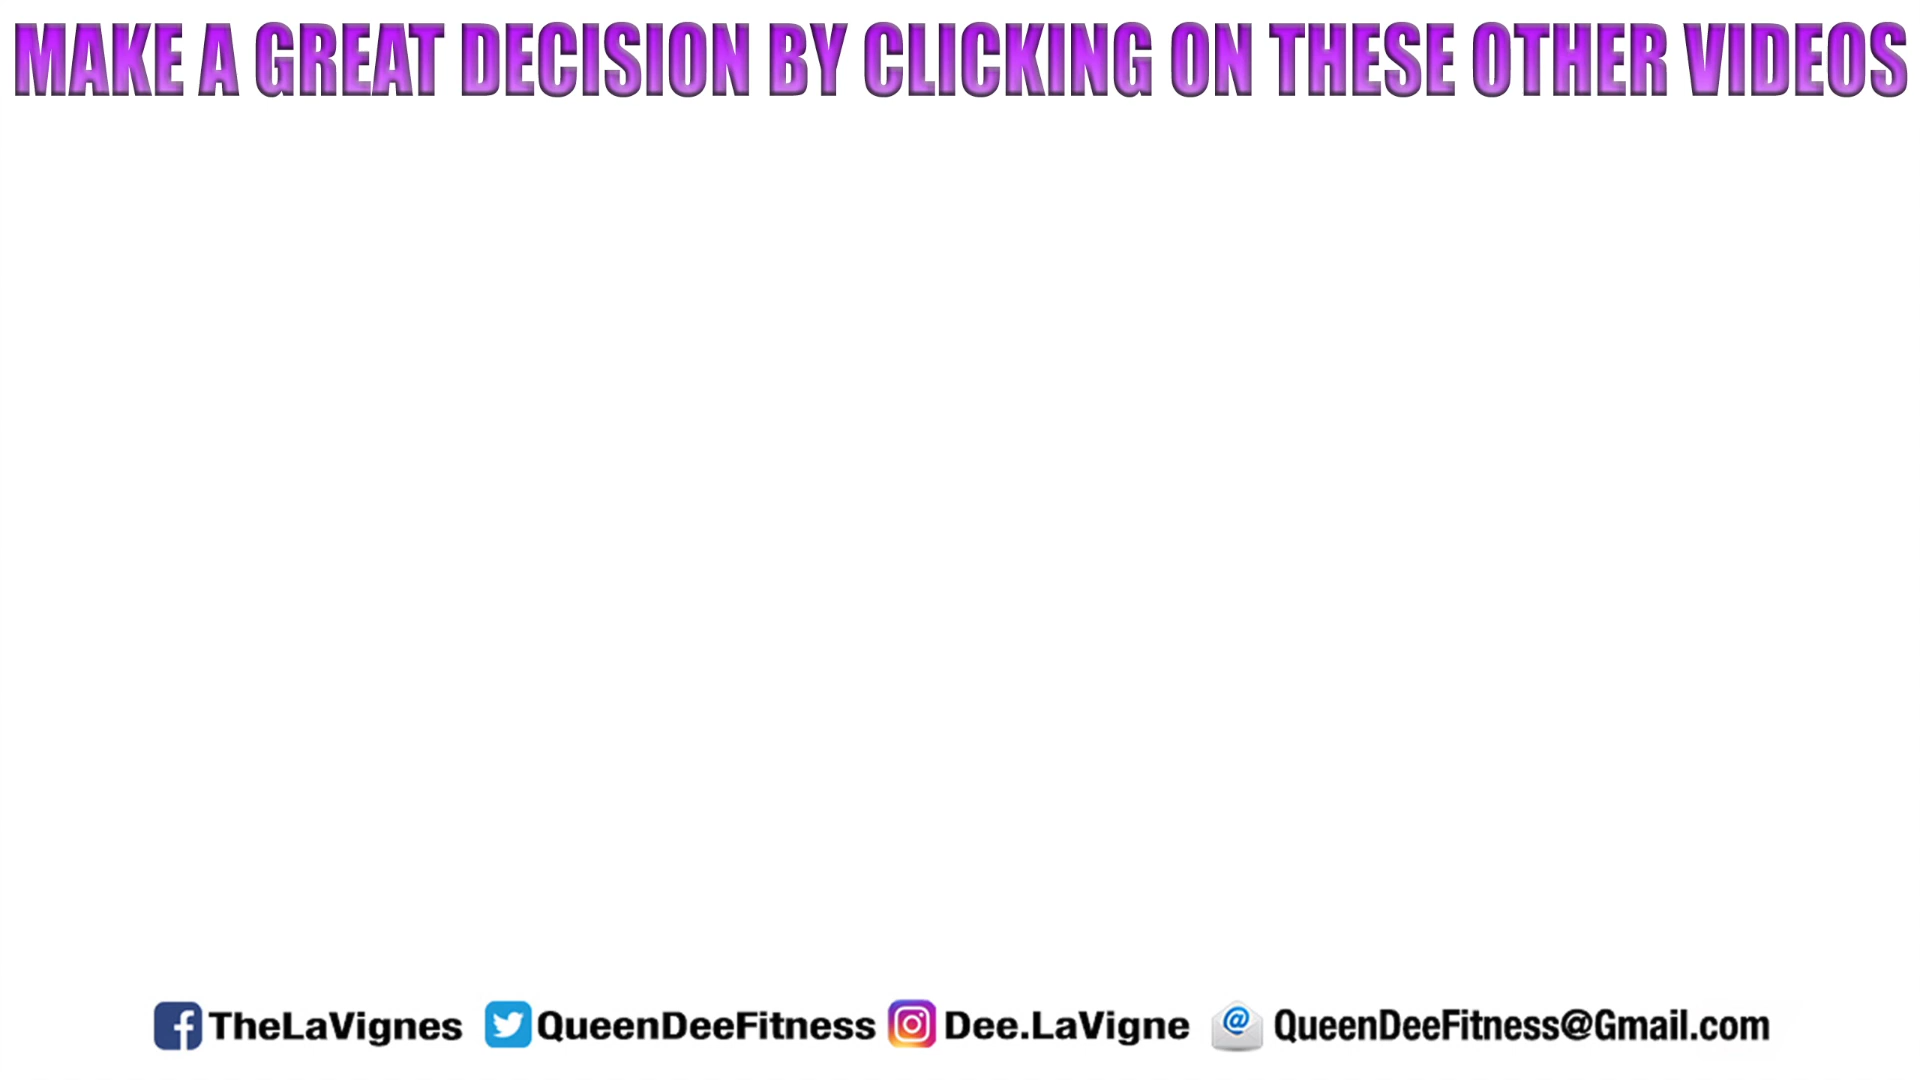 MAKE A GREAT DECISION BY CLICKING ON THESE OTHER VIDEOS
TheLaVignes QueenDeeFitness Dee.LaVigne QueenDeeFitness@Gmail.com